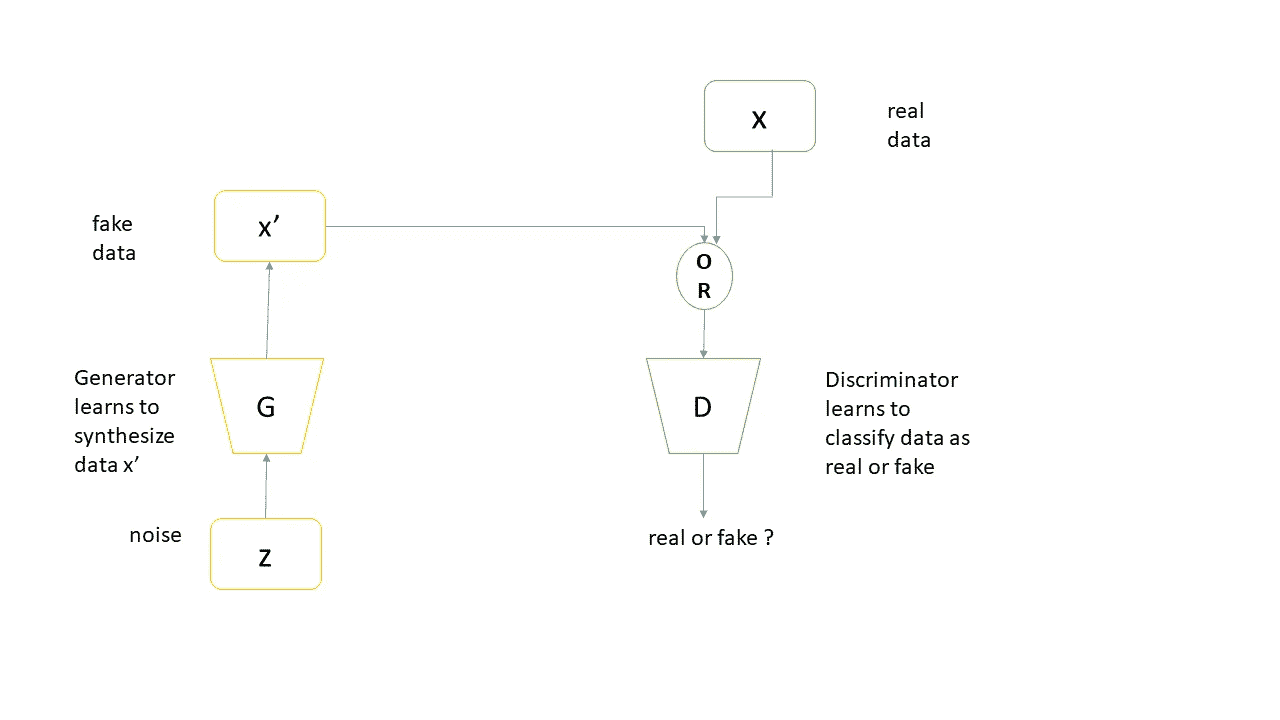 x
real
data
fake
data
x’
O
R
Generator
learns to
synthesize
data x’
G
D
Discriminator
learns to
classify data as
real or fake
noise
z
real or fake ?